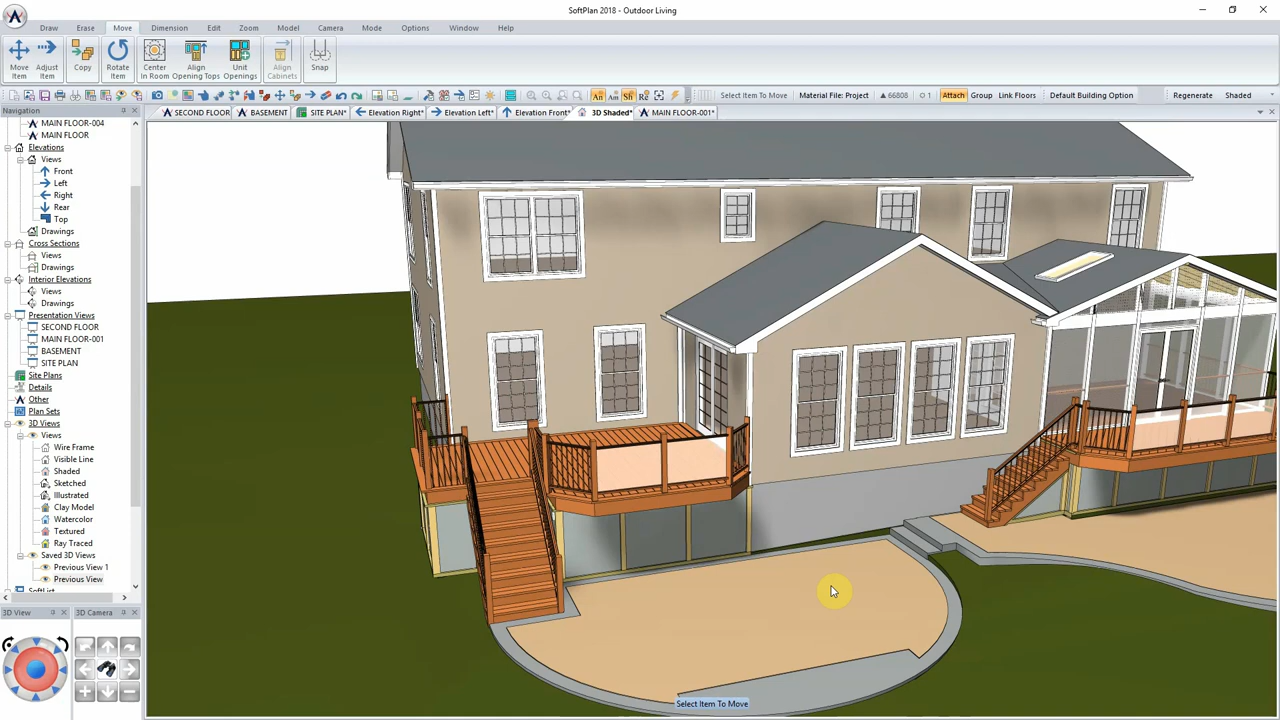 SoftPlan 2018 - Outdoor Living
Draw Erase Move Dimension Edit Zoom Model Camera Mode Options Window Help
Move Item
Adjust Item
Copy
Rotate Item
Center In Room
Align Opening Tops
Unit Openings
Align Cabinets
Snap
Select Item To Move Material File: Project 66808 1 Attach Group Link Floors Default Building Option Regenerate Shaded
Navigation
SECOND FLOOR BASEMENT SITE PLAN* Elevation Right* Elevation Left* Elevation Front* 3D Shaded* MAIN FLOOR-001*
MAIN FLOOR-004
MAIN FLOOR
Elevations
Views
Front
Left
Right
Rear
Top
Drawings
Cross Sections
Views
Drawings
Interior Elevations
Views
Drawings
Presentation Views
SECOND FLOOR
MAIN FLOOR-001
BASEMENT
SITE PLAN
Site Plans
Details
Other
Plan Sets
3D Views
Views
Wire Frame
Visible Line
Shaded
Sketched
Illustrated
Clay Model
Watercolor
Textured
Ray Traced
Saved 3D Views
Previous View 1
Previous View
3D View
3D Camera
Select Item To Move